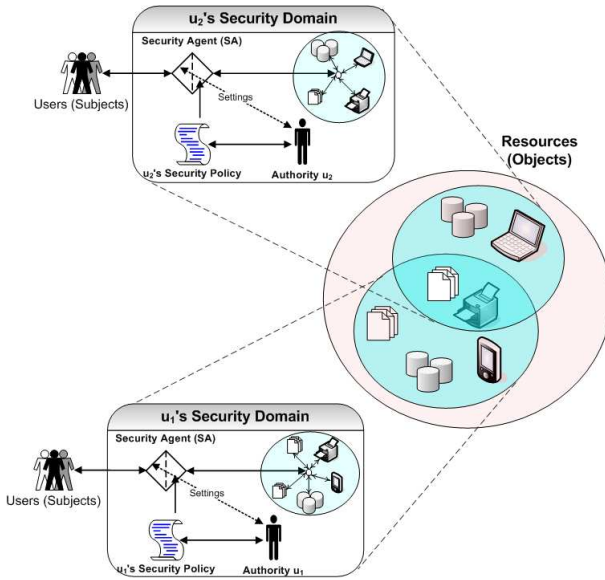 u2's Security Domain
Security Agent (SA)
Users (Subjects)
Settings
u2's Security Policy
Authority u2
Resources
(Objects)
u1's Security Domain
Security Agent (SA)
Users (Subjects)
Settings
u1's Security Policy
Authority u1